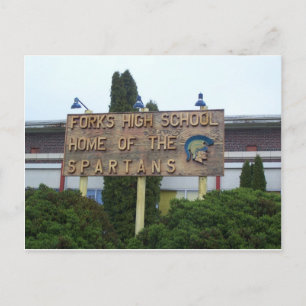 FORKS HIGH SCHOOL
HOME OF THE
SPARTANS